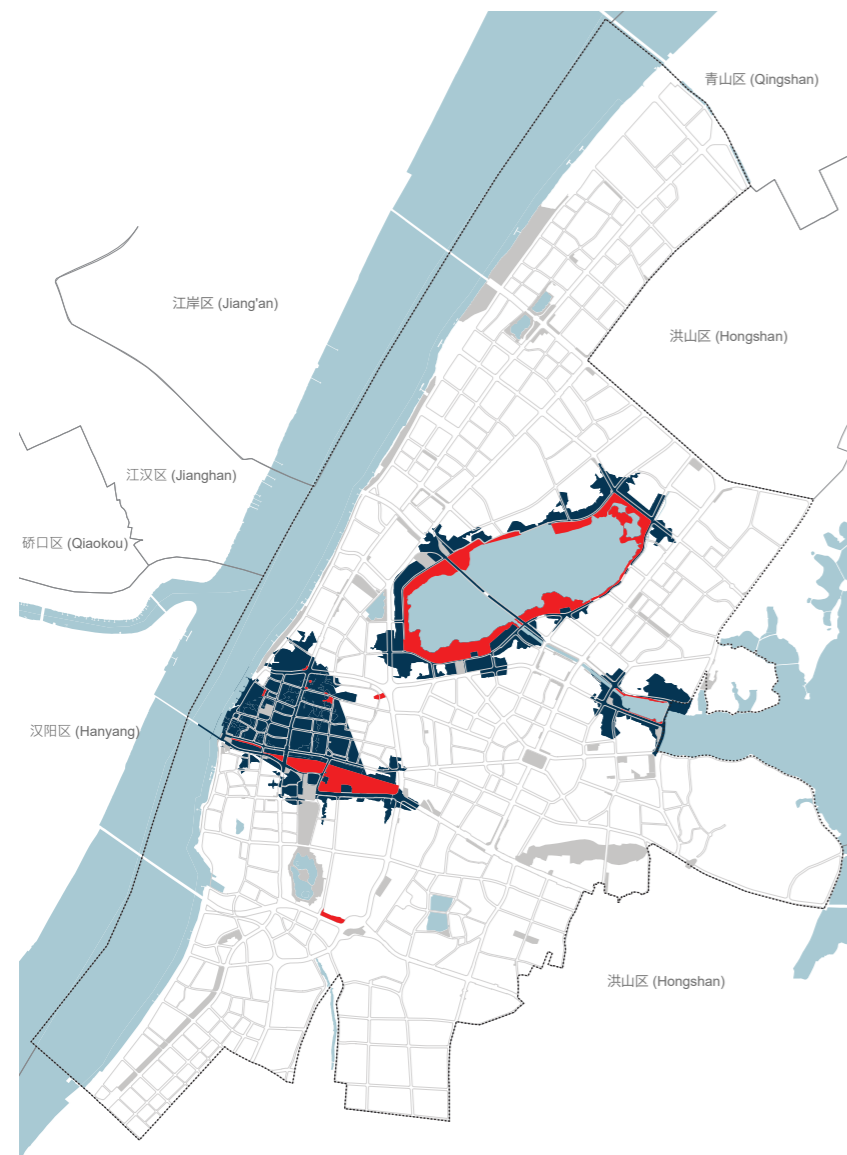 青山区 (Qingshan)
江岸区 (Jiang'an)
洪山区 (Hongshan)
江汉区 (Jianghan)
硚口区 (Qiaokou)
汉阳区 (Hanyang)
洪山区 (Hongshan)